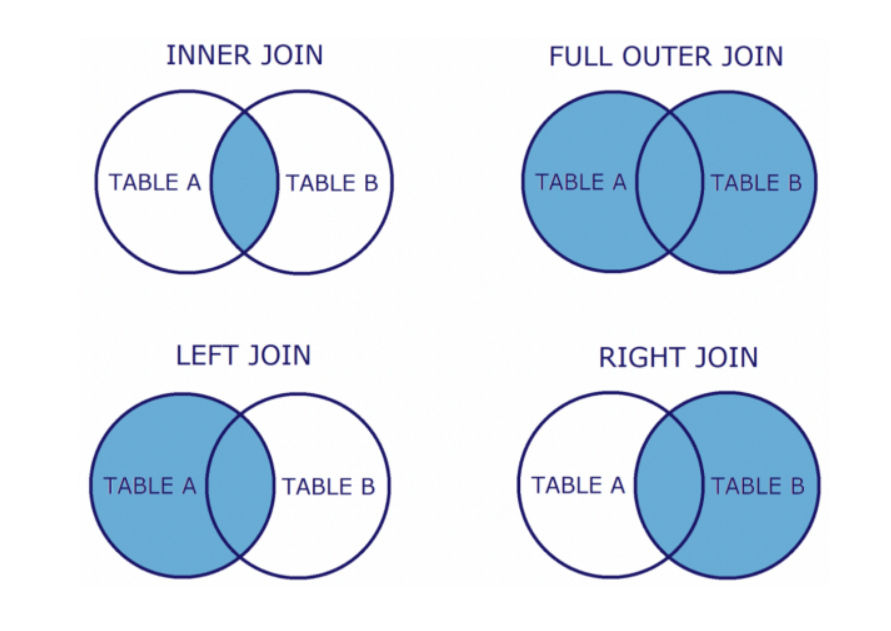 INNER JOIN
FULL OUTER JOIN
TABLE A
TABLE B
TABLE A
TABLE B
LEFT JOIN
RIGHT JOIN
TABLE A
TABLE B
TABLE A
TABLE B